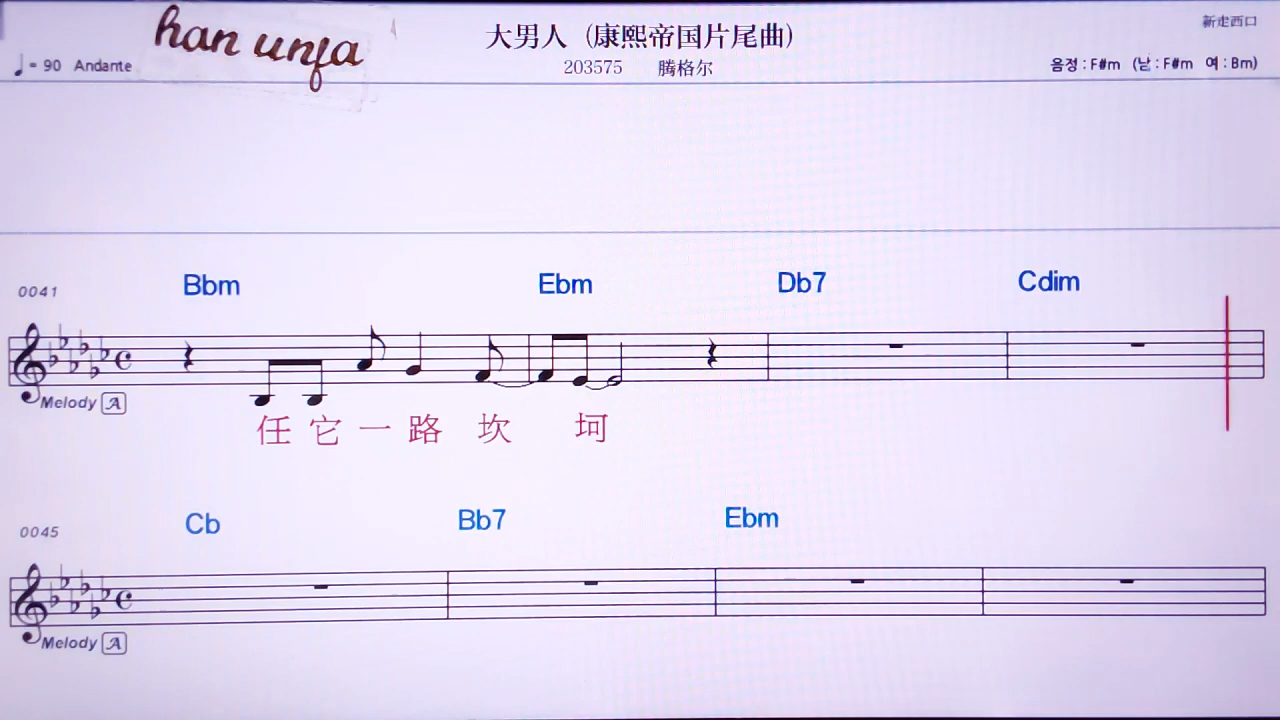 han unfa
大男人 (康熙帝国片尾曲)
新走西口
♩= 90 Andante
203575 腾格尔
음정 : F#m (남 : F#m 여 : Bm)
0041 Bbm Ebm Db7 Cdim
Melody A
任它一路坎 坷
0045 Cb Bb7 Ebm
Melody A